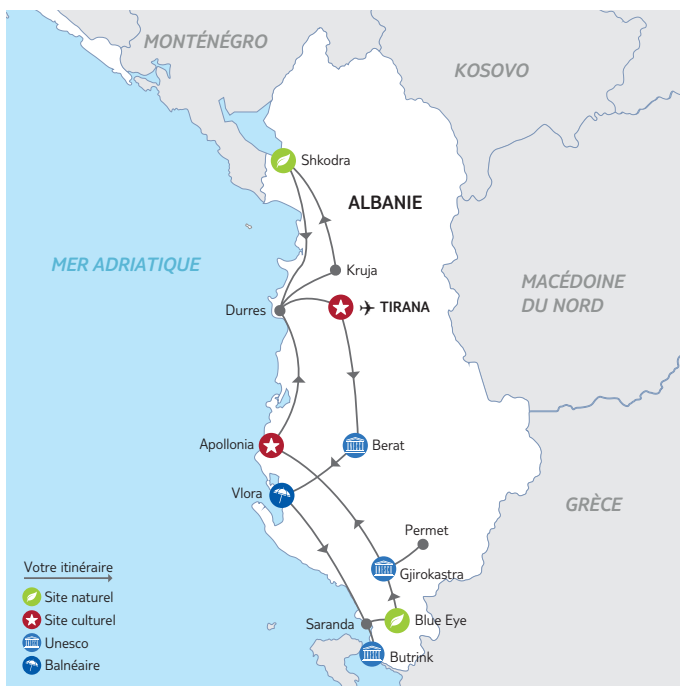 MONTÉNÉGRO
KOSOVO
Shkodra
ALBANIE
MER ADRIATIQUE
Kruja
MACÉDOINE
DU NORD
Durres
TIRANA
Apollonia
Berat
Vlora
GRÈCE
Permet
Votre itinéraire
Gjirokastra
Site naturel
Site culturel
Saranda
Blue Eye
Unesco
Butrink
Balnéaire